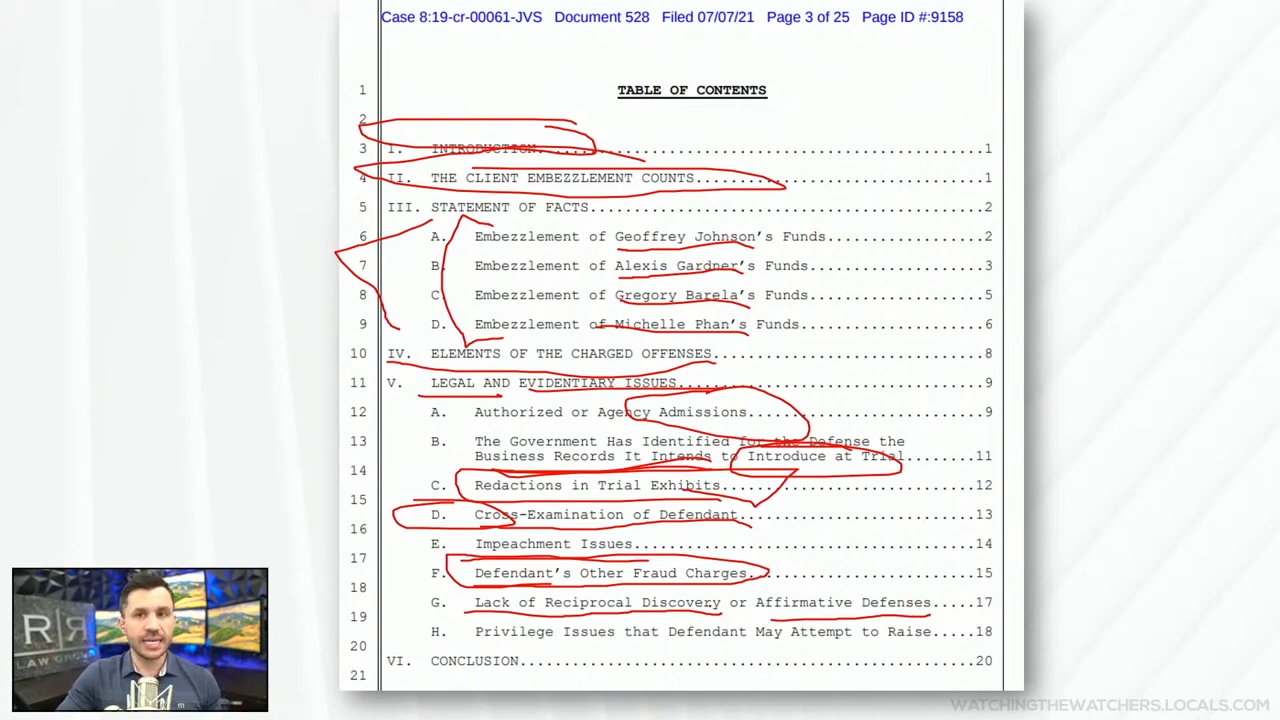 Case 8:19-cr-00061-JVS Document 528 Filed 07/07/21 Page 3 of 25 Page ID #:9158
1 TABLE OF CONTENTS
2
3 I. INTRODUCTION....................................................1
4 II. THE CLIENT EMBEZZLEMENT COUNTS..................................1
5 III. STATEMENT OF FACTS..............................................2
6 A. Embezzlement of Geoffrey Johnson's Funds...................2
7 B. Embezzlement of Alexis Gardner's Funds.....................3
8 C. Embezzlement of Gregory Barela's Funds.....................5
9 D. Embezzlement of Michelle Phan's Funds......................6
10 IV. ELEMENTS OF THE CHARGED OFFENSES................................8
11 V. LEGAL AND EVIDENTIARY ISSUES....................................9
12 A. Authorized or Agency Admissions............................9
13 B. The Government Has Identified for the Defense the
Business Records It Intends to Introduce at Trial.........11
14
C. Redactions in Trial Exhibits..............................12
15
D. Cross-Examination of Defendant............................13
16
E. Impeachment Issues........................................14
17
F. Defendant's Other Fraud Charges...........................15
18
G. Lack of Reciprocal Discovery or Affirmative Defenses.....17
19
H. Privilege Issues that Defendant May Attempt to Raise.....18
20
VI. CONCLUSION.....................................................20
21
R R
LAW GROUP
WATCHINGTHEWATCHERS.LOCALS.COM